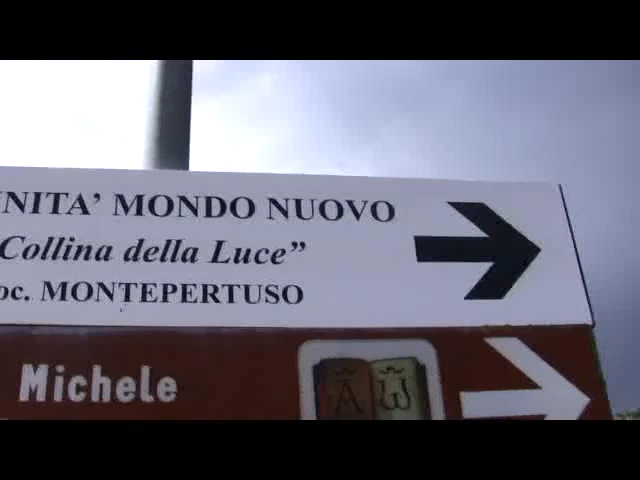 NITA’ MONDO NUOVO
Collina della Luce”
oc. MONTEPERTUSO
Michele
A ω